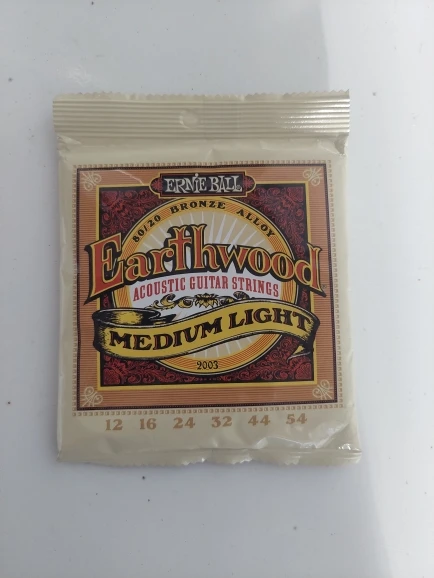 ERNIE BALL
80/20 BRONZE ALLOY
Earthwood
ACOUSTIC GUITAR STRINGS
MEDIUM LIGHT
2003
12 16 24 32 44 54